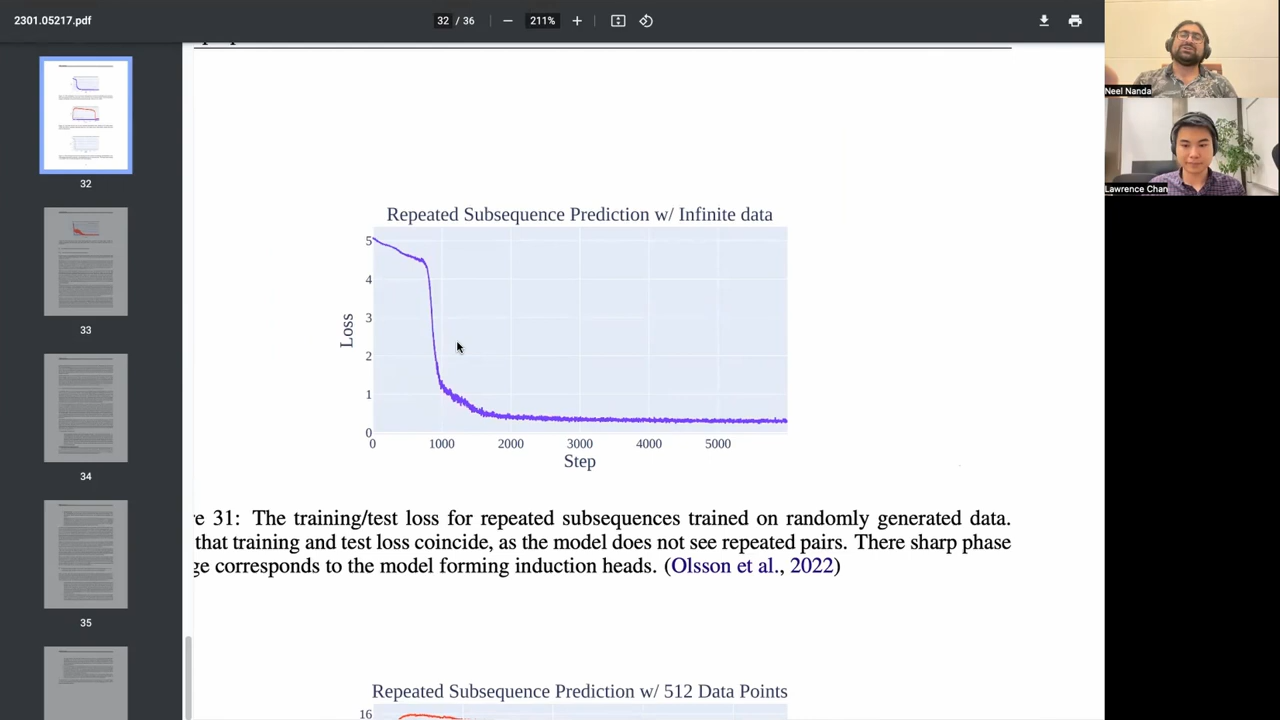 2301.05217.pdf
32 / 36
211%
Neel Nanda
Lawrence Chan
32
33
34
35
Repeated Subsequence Prediction w/ Infinite data
5
4
3
2
1
0
Loss
0 1000 2000 3000 4000 5000
Step
e 31: The training/test loss for repeated subsequences trained on randomly generated data.
that training and test loss coincide, as the model does not see repeated pairs. There sharp phase
ge corresponds to the model forming induction heads. (Olsson et al., 2022)
Repeated Subsequence Prediction w/ 512 Data Points
16